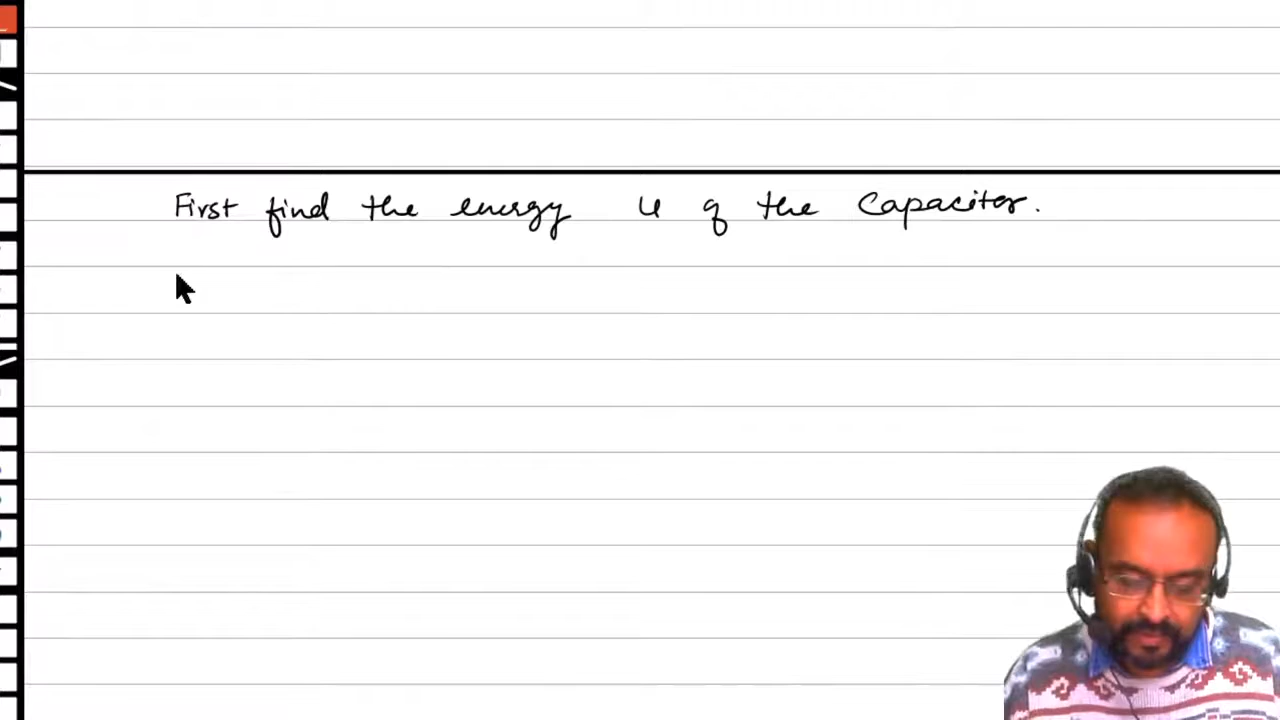 First find the energy U of the Capacitor.